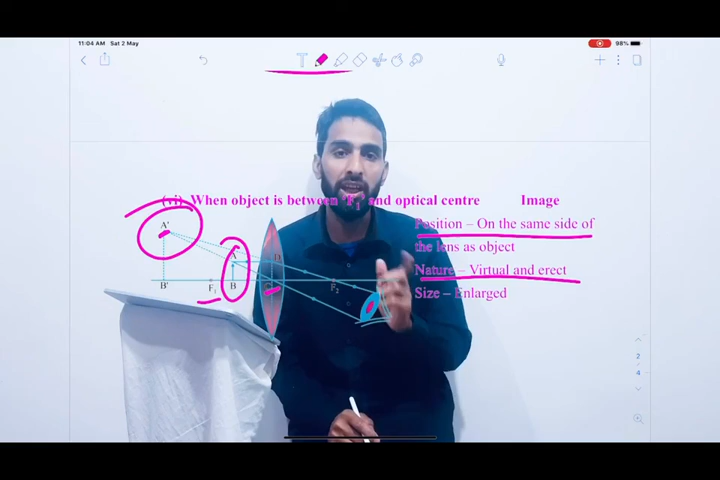 11:04 AM Sat 2 May
98%
T
(vi) When object is between 'F1' and optical centre Image
Position – On the same side of
the lens as object
Nature – Virtual and erect
Size – Enlarged
A'
A
D
B' F1 B C F2
2
4